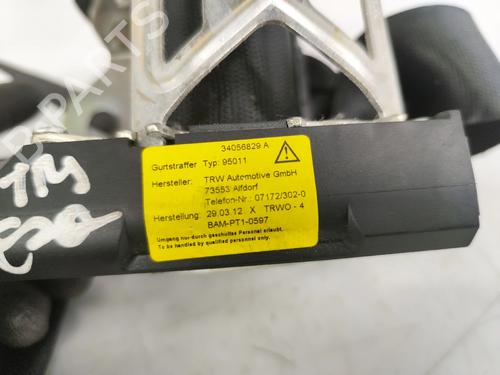 PARTS
34056829 A
Gurtstraffer Typ: 95011
Hersteller: TRW Automotive GmbH
73553 Alfdorf
Telefon-Nr.: 07172/302-0
Herstellung: 29.03.12 X TRWO - 4
BAM-PT1-0597
Umgang nur durch geschultes Personal erlaubt.
To be handled by qualified personnel only.